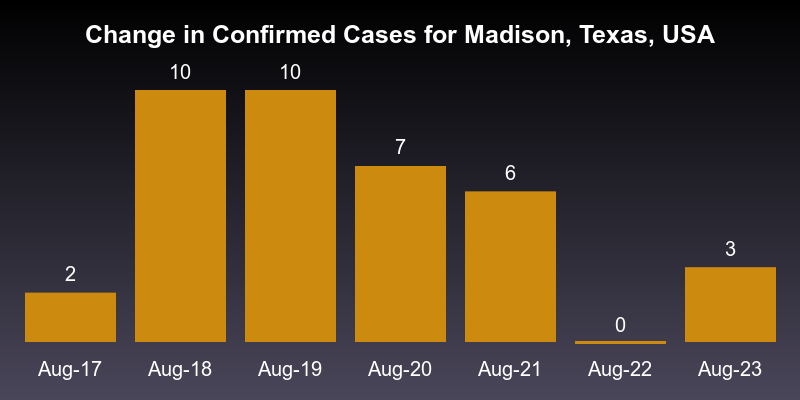 Change in Confirmed Cases for Madison, Texas, USA
2 10 10 7 6 0 3
Aug-17 Aug-18 Aug-19 Aug-20 Aug-21 Aug-22 Aug-23